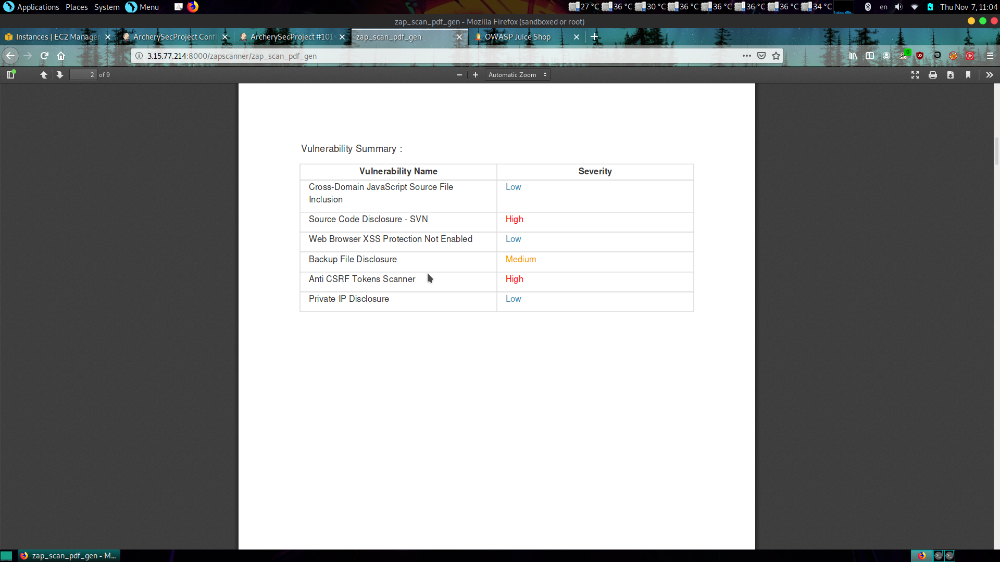 Applications Places System Menu 27 °C 36 °C 30 °C 36 °C 36 °C 36 °C 36 °C 34 °C en Thu Nov 7, 11:04
zap_scan_pdf_gen - Mozilla Firefox (sandboxed or root)
Instances | EC2 Manage ArcherySecProject Confi ArcherySecProject #101 zap_scan_pdf_gen OWASP Juice Shop
3.15.77.214:8000/zapscanner/zap_scan_pdf_gen 0
2 of 9 Automatic Zoom
Vulnerability Summary :
Vulnerability Name Severity
Cross-Domain JavaScript Source File Low
Inclusion
Source Code Disclosure - SVN High
Web Browser XSS Protection Not Enabled Low
Backup File Disclosure Medium
Anti CSRF Tokens Scanner High
Private IP Disclosure Low
zap_scan_pdf_gen - M...